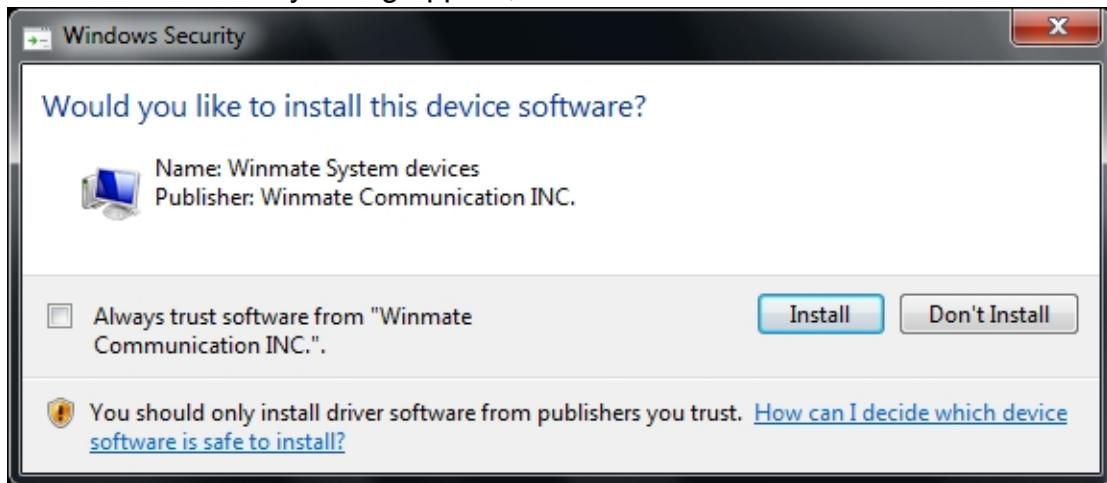 Windows Security
Would you like to install this device software?
Name: Winmate System devices
Publisher: Winmate Communication INC.
Always trust software from "Winmate
Communication INC.".
Install
Don't Install
You should only install driver software from publishers you trust. How can I decide which device
software is safe to install?